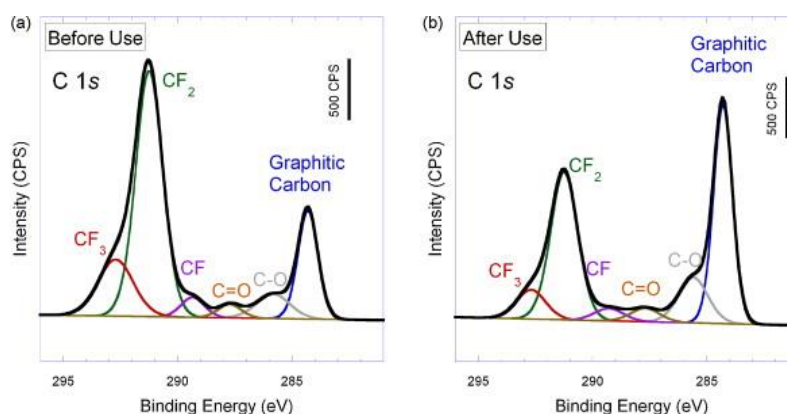 (a)
Before Use
C 1s
CF2
500 CPS
Graphitic
Carbon
CF3
CF
C=O
C-O
Intensity (CPS)
295
290
285
Binding Energy (eV)
(b)
After Use
C 1s
Graphitic
Carbon
500 CPS
CF2
CF3
CF
C=O
C-O
Intensity (CPS)
295
290
285
Binding Energy (eV)